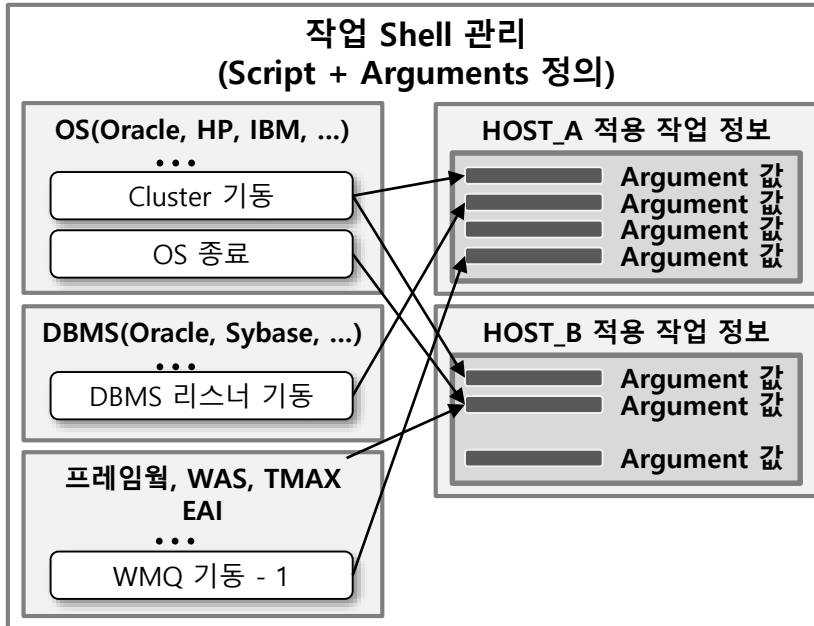 작업 Shell 관리
(Script + Arguments 정의)
OS(Oracle, HP, IBM, ...)
...
Cluster 기동
OS 종료
DBMS(Oracle, Sybase, ...)
...
DBMS 리스너 기동
프레임웍, WAS, TMAX
EAI
...
WMQ 기동 - 1
HOST_A 적용 작업 정보
Argument 값
Argument 값
Argument 값
Argument 값
HOST_B 적용 작업 정보
Argument 값
Argument 값
Argument 값